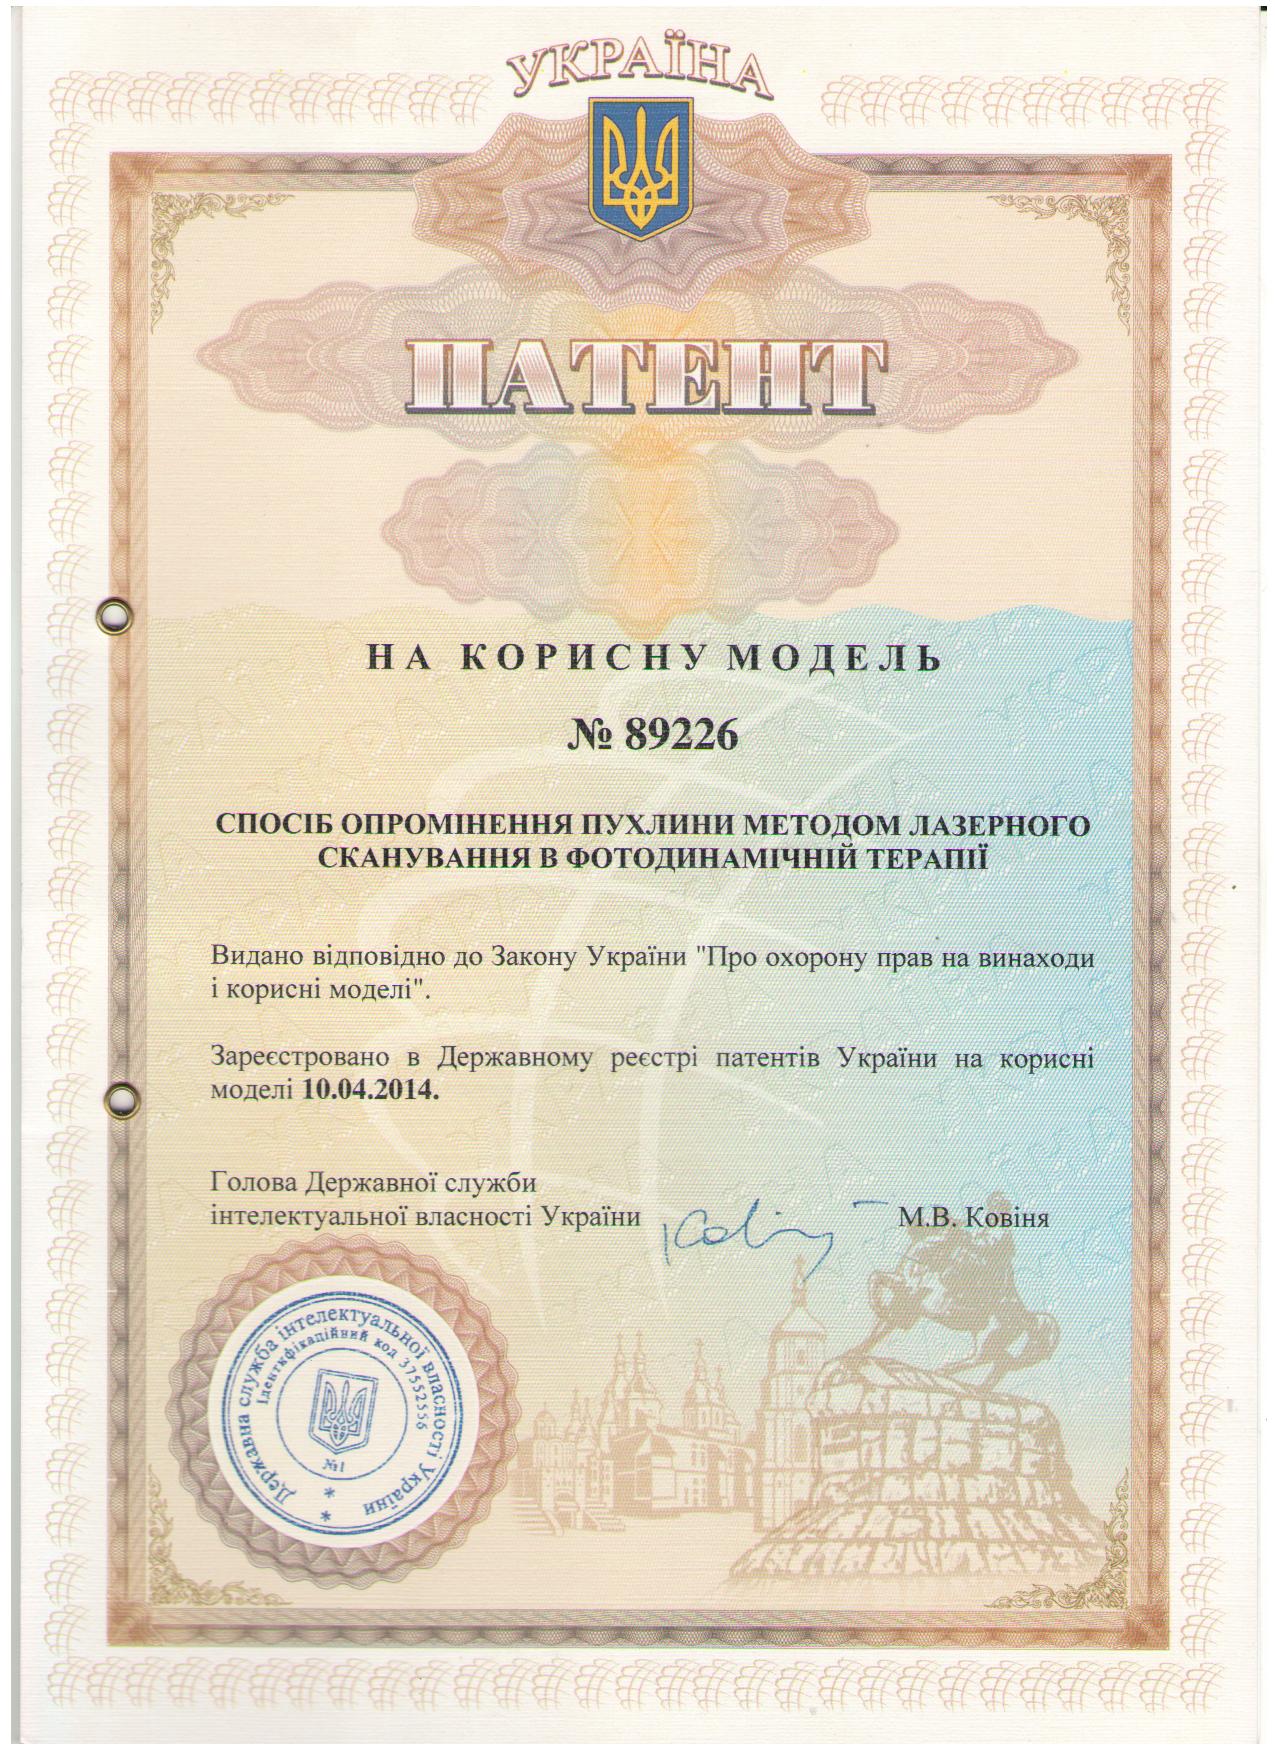 УКРАЇНА
ПАТЕНТ
НА КОРИСНУ МОДЕЛЬ
№ 89226
СПОСІБ ОПРОМІНЕННЯ ПУХЛИНИ МЕТОДОМ ЛАЗЕРНОГО
СКАНУВАННЯ В ФОТОДИНАМІЧНІЙ ТЕРАПІЇ
Видано відповідно до Закону України "Про охорону прав на винаходи
і корисні моделі".
Зареєстровано в Державному реєстрі патентів України на корисні
моделі 10.04.2014.
Голова Державної служби
інтелектуальної власності України
М.В. Ковіня
Державна служба інтелектуальної власності України
Ідентифікаційний код 37552556
№1